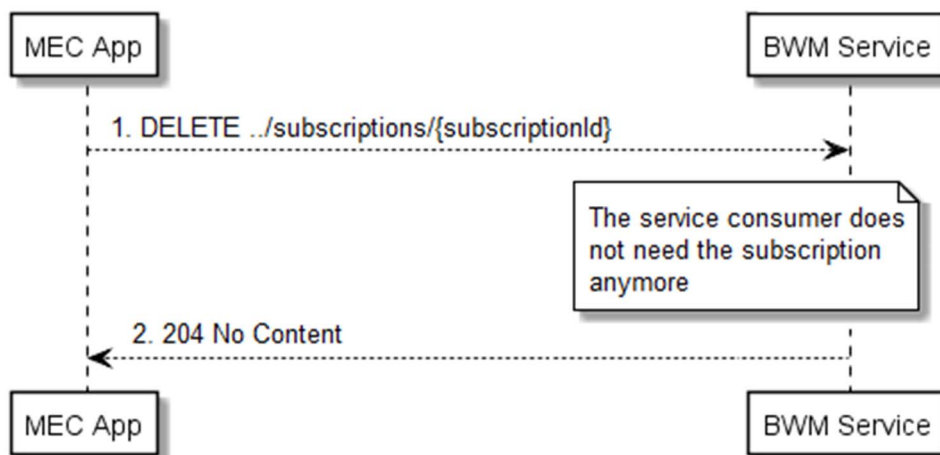 MEC App
BWM Service
1. DELETE ../subscriptions/{subscriptionId}
The service consumer does
not need the subscription
anymore
2. 204 No Content
MEC App
BWM Service